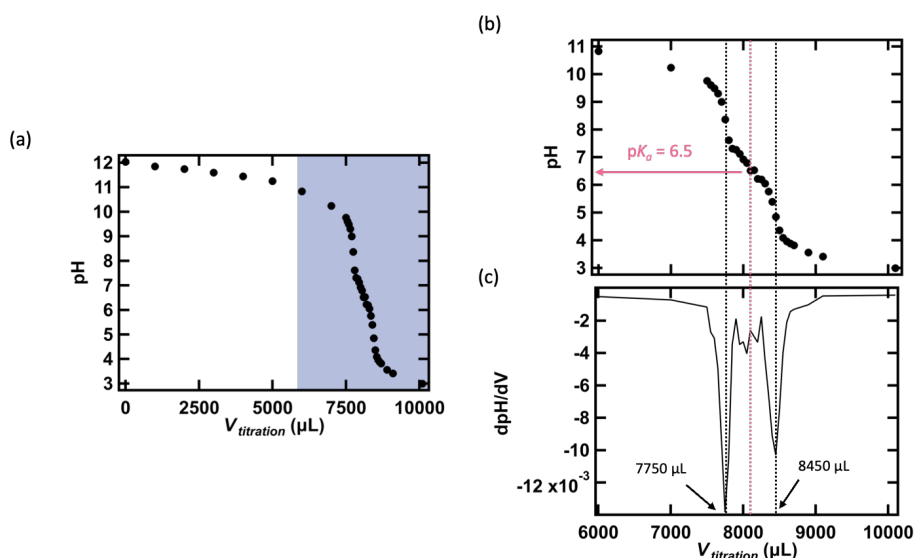 (a)
12
11
10
9
8
7
6
5
4
3
pH
0
2500
5000
7500
10000
V titration (µL)
(b)
11
10
9
8
7
6
5
4
3
pH
pKa = 6.5
(c)
-2
-4
-6
-8
-10
-12 x10⁻³
dpH/dV
7750 µL
8450 µL
6000
7000
8000
9000
10000
V titration (µL)